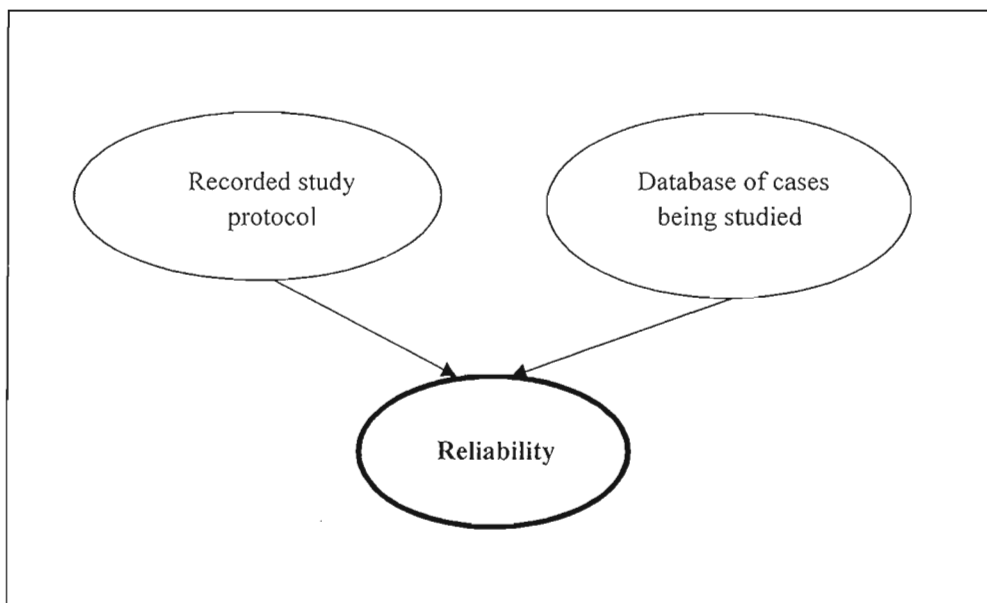 Recorded study
protocol
Database of cases
being studied
Reliability